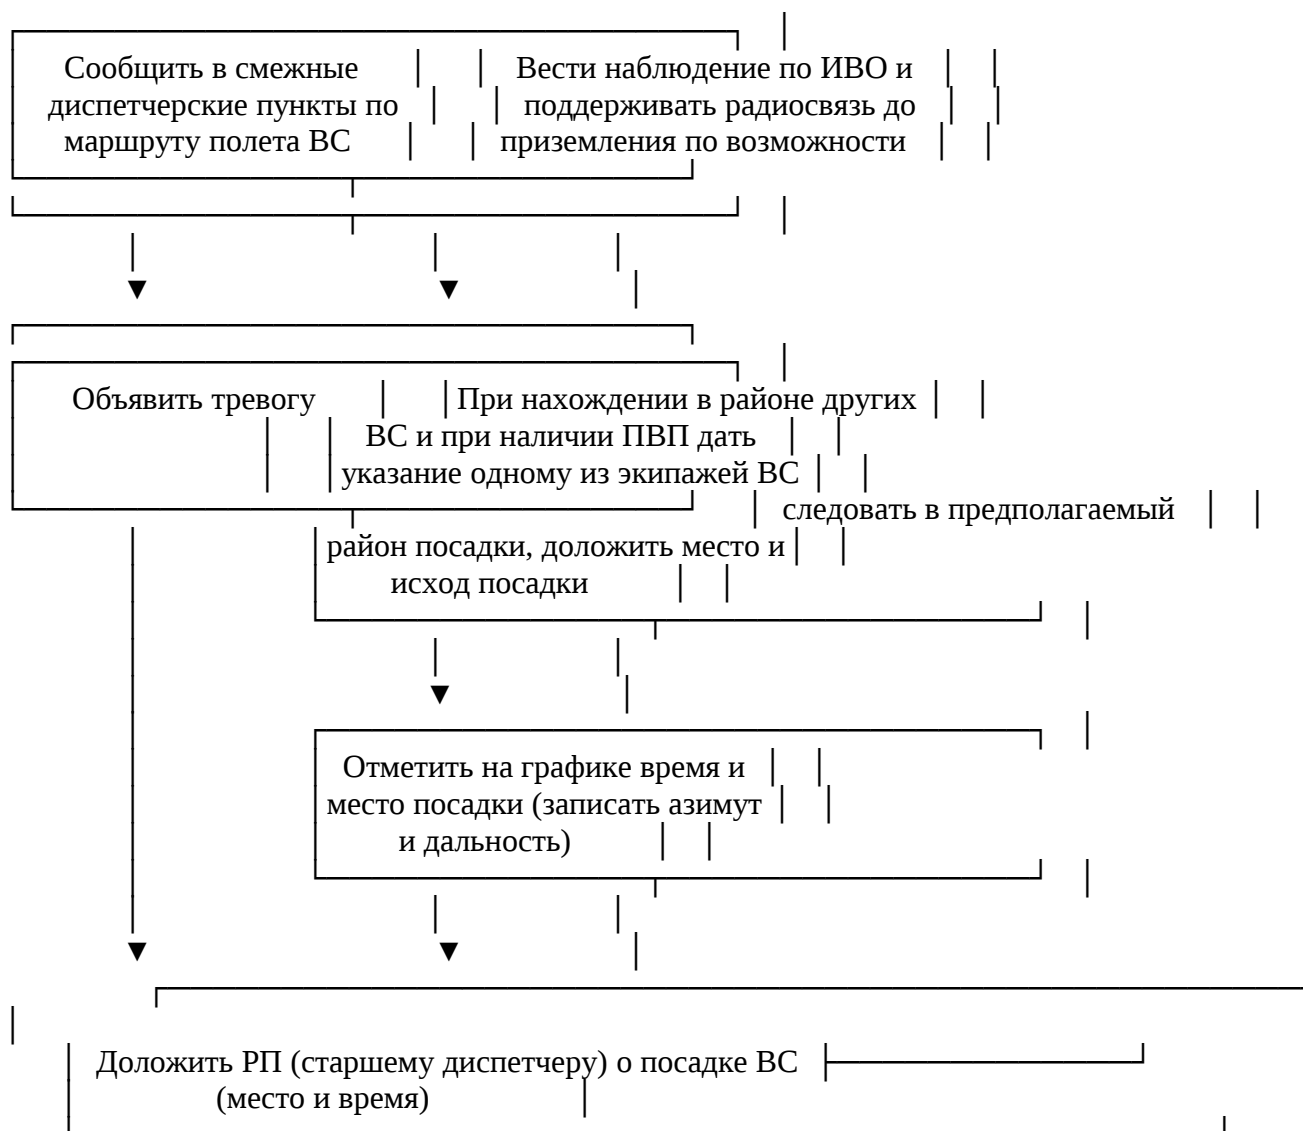 Сообщить в смежные Вести наблюдение по ИВО и
диспетчерские пункты по поддерживать радиосвязь до
маршруту полета ВС приземления по возможности
Объявить тревогу При нахождении в районе других
ВС и при наличии ПВП дать
указание одному из экипажей ВС
следовать в предполагаемый
район посадки, доложить место и
исход посадки
Отметить на графике время и
место посадки (записать азимут
и дальность)
Доложить РП (старшему диспетчеру) о посадке ВС
(место и время)